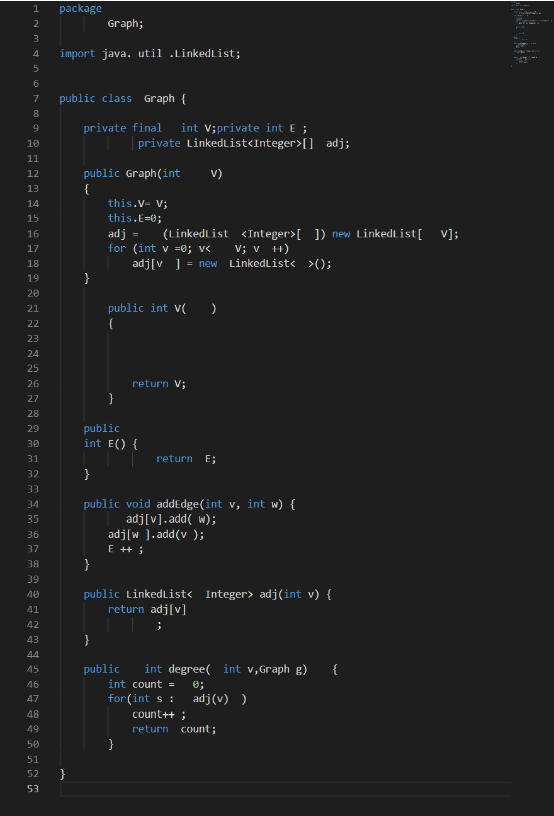 1 package
2 Graph;
3
4 import java. util .LinkedList;
5
6
7 public class  Graph {
8
9 private final   int V;private int E ;
10 private LinkedList<Integer>[]  adj;
11
12 public Graph(int     V)
13 {
14 this.V= V;
15 this.E=0;
16 adj =    (LinkedList  <Integer>[  ]) new LinkedList[   V];
17 for (int v =0; v<    V; v  ++)
18 adj[v  ] = new  LinkedList<  >();
19 }
20
21 public int V(    )
22 {
23
24
25
26 return V;
27 }
28
29 public
30 int E() {
31 return  E;
32 }
33
34 public void addEdge(int v, int w) {
35 adj[v].add( w);
36 adj[w ].add(v );
37 E ++ ;
38 }
39
40 public LinkedList<  Integer> adj(int v) {
41 return adj[v]
42 ;
43 }
44
45 public    int degree(  int v,Graph g)    {
46 int count =   0;
47 for(int s :   adj(v)  )
48 count++ ;
49 return  count;
50 }
51
52 }
53